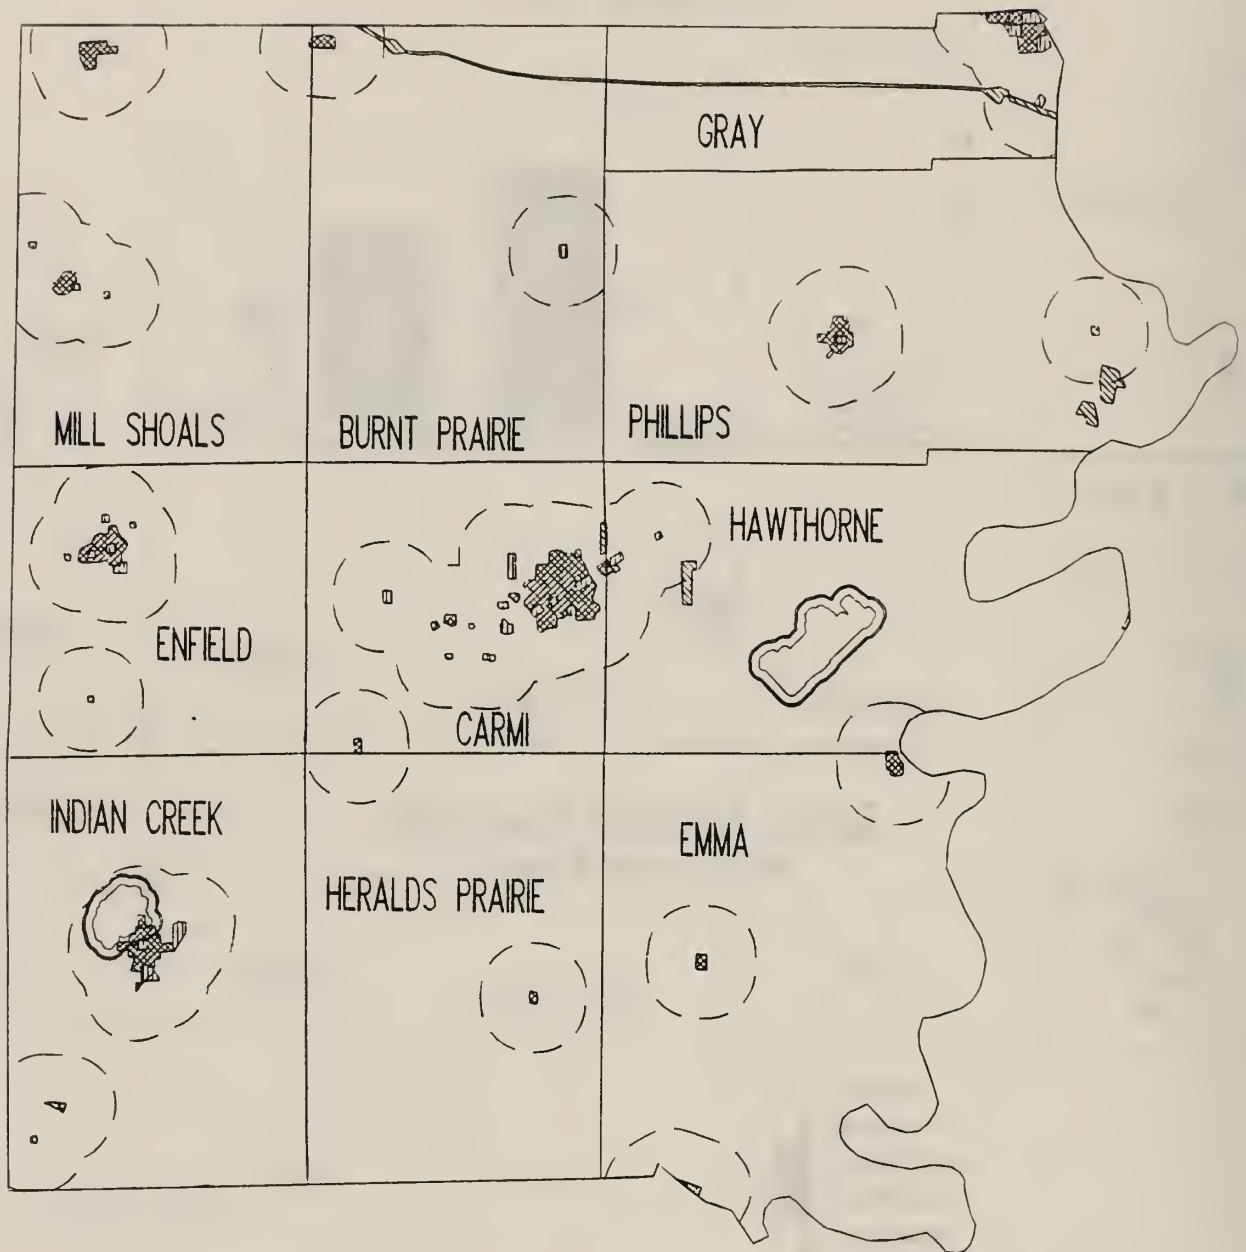 GRAY
MILL SHOALS
BURNT PRAIRIE
PHILLIPS
HAWTHORNE
ENFIELD
CARMI
INDIAN CREEK
EMMA
HERALDS PRAIRIE